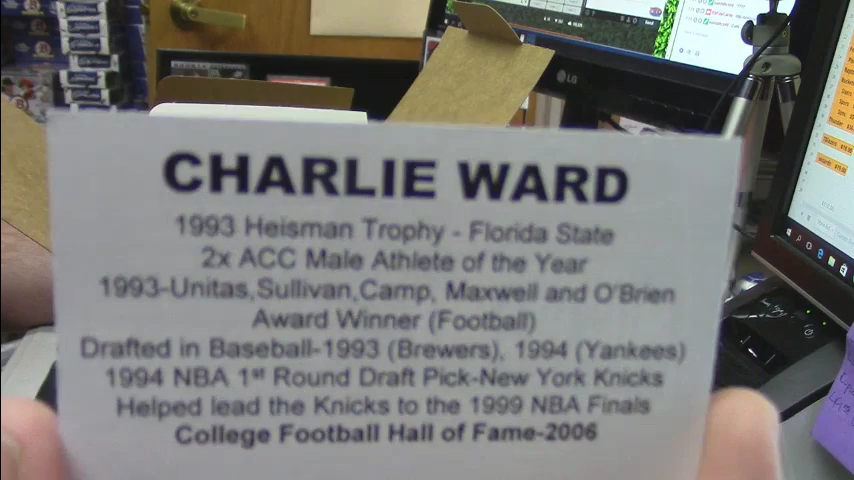 CHARLIE WARD
1993 Heisman Trophy - Florida State
2x ACC Male Athlete of the Year
1993-Unitas,Sullivan,Camp, Maxwell and O'Brien
Award Winner (Football)
Drafted in Baseball-1993 (Brewers), 1994 (Yankees)
1994 NBA 1st Round Draft Pick-New York Knicks
Helped lead the Knicks to the 1999 NBA Finals
College Football Hall of Fame-2006
LG